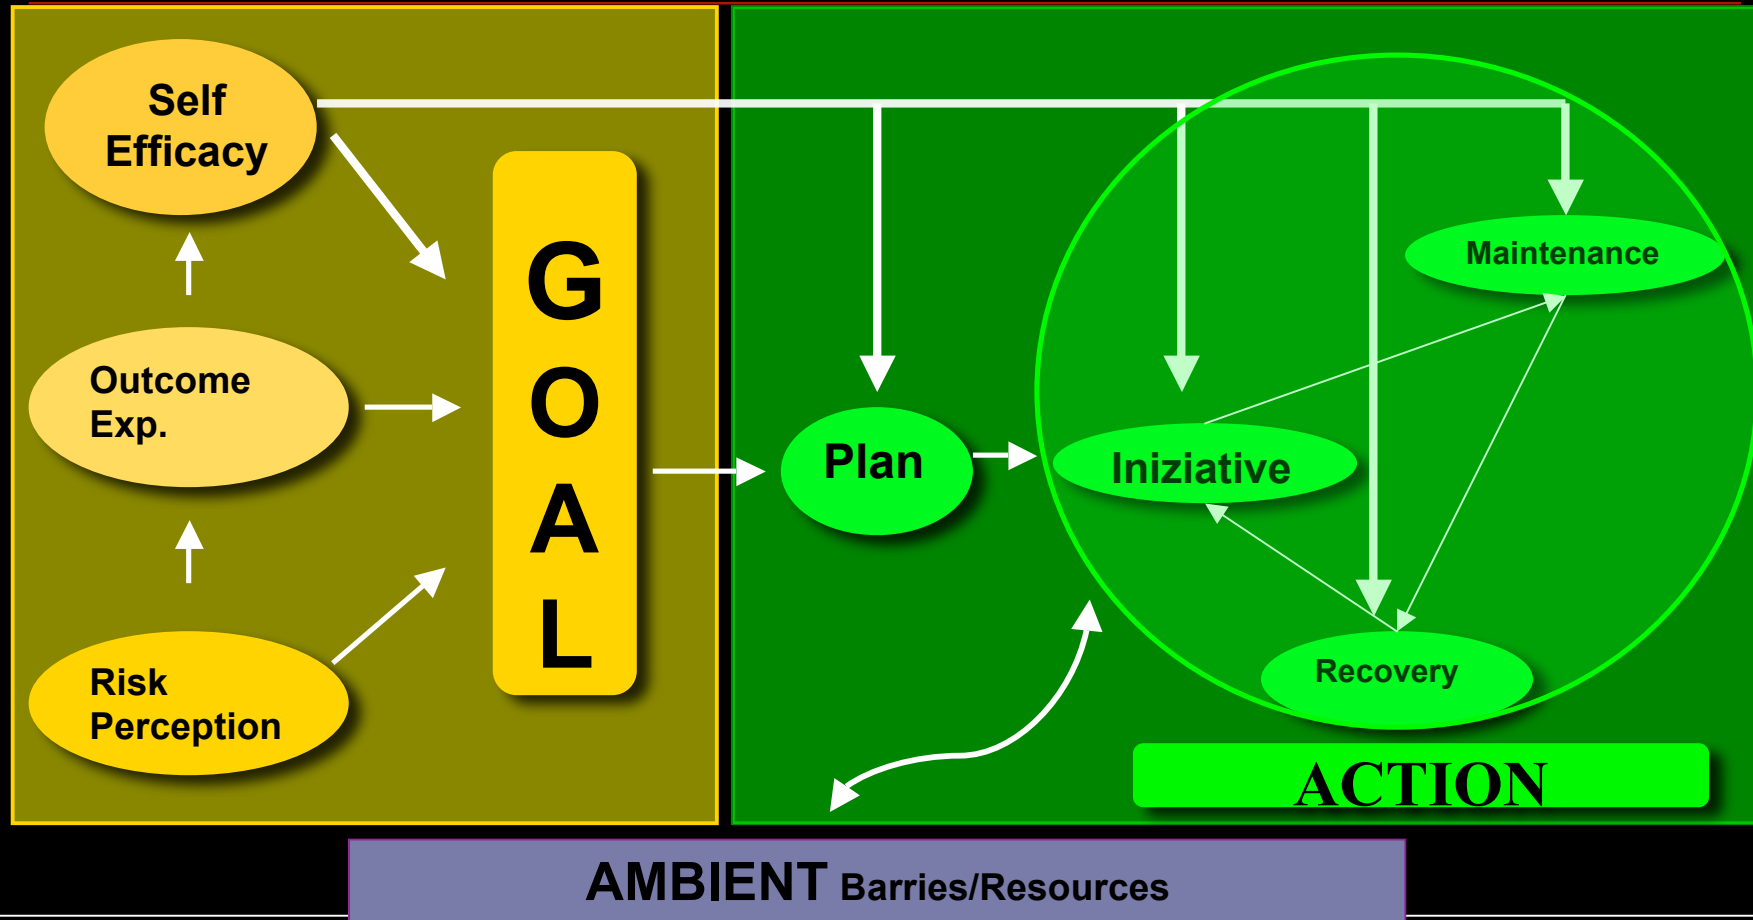 Self
Efficacy
Outcome
Exp.
Risk
Perception
G
O
A
L
Plan
Iniziative
Maintenance
Recovery
ACTION
AMBIENT Barries/Resources